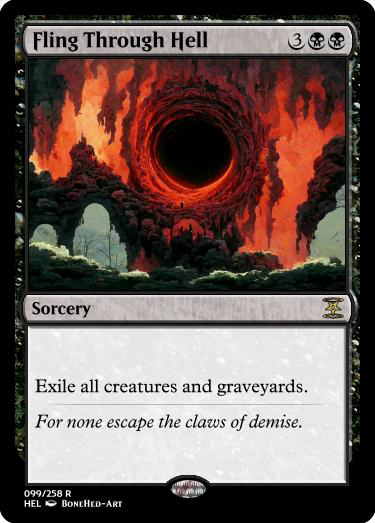 Fling Through Hell 3
Sorcery
Exile all creatures and graveyards.
For none escape the claws of demise.
099/258 R
HEL BoneHed-Art